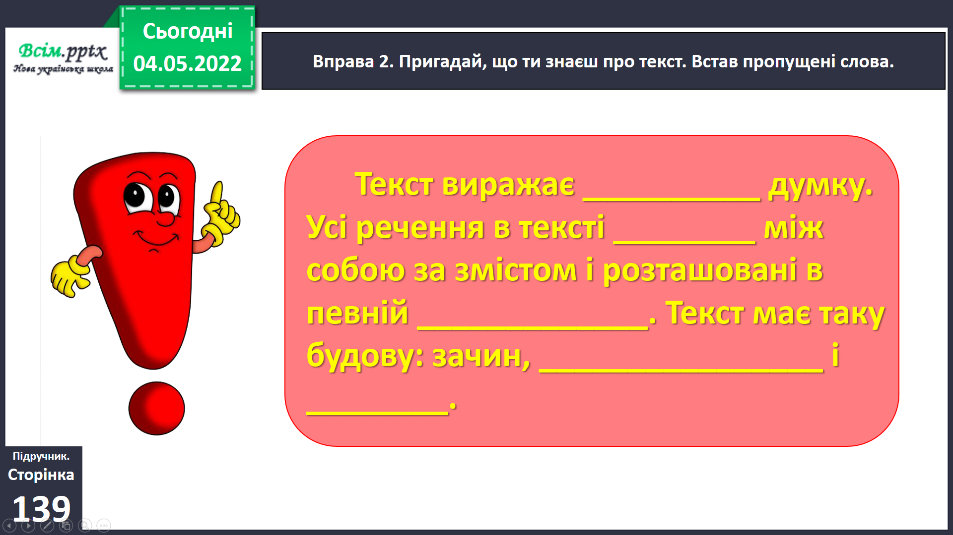 Всім.pptx
Нова українська школа
Сьогодні
04.05.2022
Вправа 2. Пригадай, що ти знаєш про текст. Встав пропущені слова.
Текст виражає __________ думку.
Усі речення в тексті ________ між
собою за змістом і розташовані в
певній _____________. Текст має таку
будову: зачин, ________________ і
________.
Підручник.
Сторінка
139